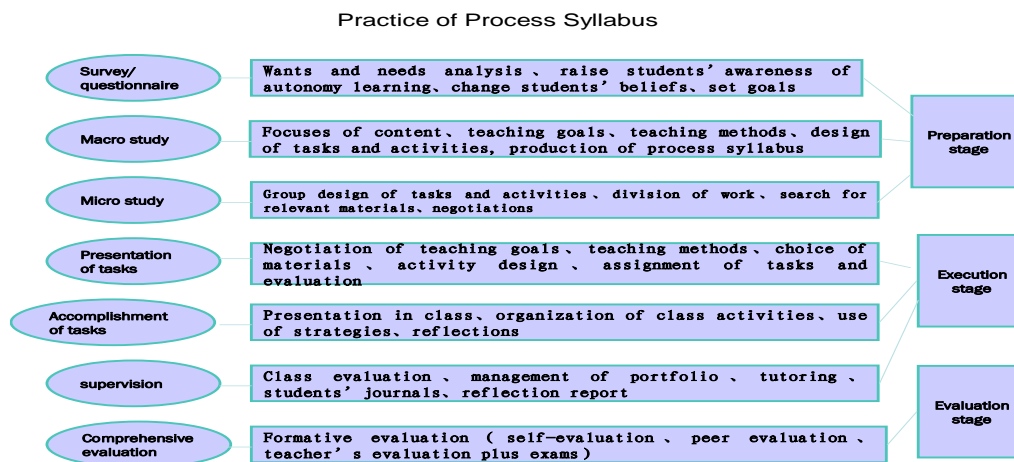 Practice of Process Syllabus
Survey/
questionnaire
Wants and needs analysis、raise students' awareness of
autonomy learning、change students' beliefs、set goals
Macro study
Focuses of content、teaching goals、teaching methods、design
of tasks and activities, production of process syllabus
Preparation
stage
Micro study
Group design of tasks and activities、division of work、search for
relevant materials、negotiations
Presentation
of tasks
Negotiation of teaching goals、teaching methods、choice of
materials、activity design、assignment of tasks and
evaluation
Execution
stage
Accomplishment
of tasks
Presentation in class、organization of class activities、use
of strategies、reflections
supervision
Class evaluation、management of portfolio、tutoring、
students' journals、reflection report
Evaluation
stage
Comprehensive
evaluation
Formative evaluation ( self—evaluation、peer evaluation、
teacher's evaluation plus exams)